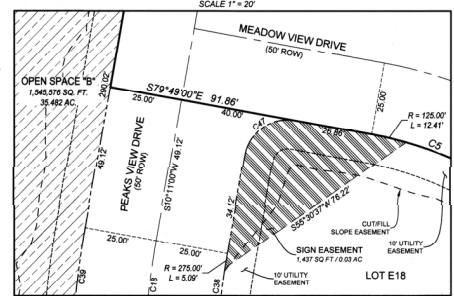 SCALE 1" = 20'
MEADOW VIEW DRIVE
(50' ROW)
OPEN SPACE "B"
1,545,576 SQ. FT.
35.482 AC.
290.02'
S79°49'00"E 91.86'
25.00'
40.00'
26.86'
25.00'
R = 125.00'
L = 12.41'
C5
C47
49.12'
PEAKS VIEW DRIVE
(50' ROW)
S10°11'00"W 49.12'
34.12'
S55°30'37"W 76.22'
CUT/FILL
SLOPE EASEMENT
10' UTILITY
EASEMENT
SIGN EASEMENT
1,437 SQ FT / 0.03 AC
25.00'
25.00'
R = 275.00'
L = 5.09'
10' UTILITY
EASEMENT
LOT E18
C39
C18
C38